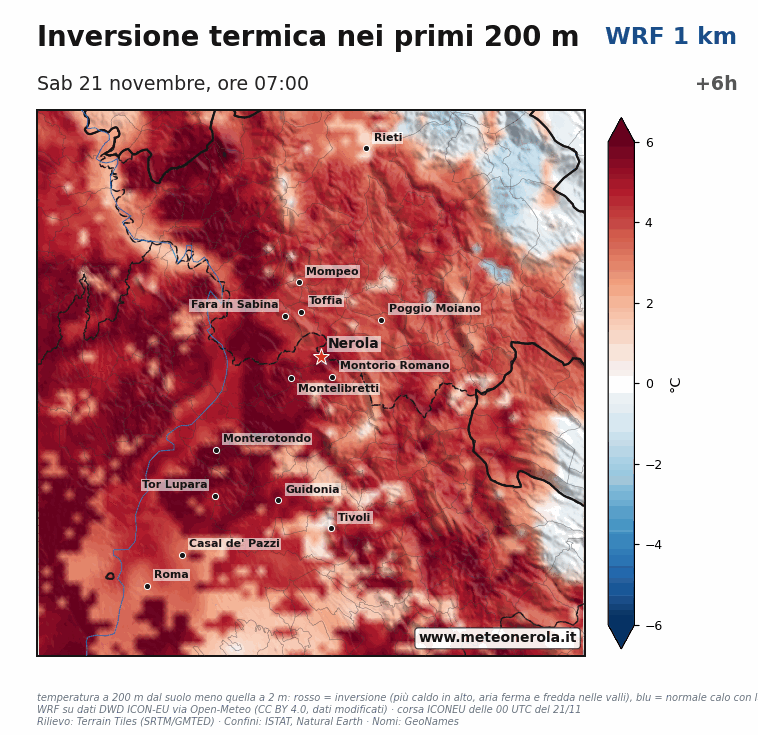 Inversione termica nei primi 200 m WRF 1 km
Sab 21 novembre, ore 07:00 +6h
Rieti
Mompeo
Toffia
Fara in Sabina
Poggio Moiano
Nerola
Montorio Romano
Montelibretti
Monterotondo
Tor Lupara
Guidonia
Tivoli
Casal de' Pazzi
Roma
www.meteonerola.it
6
4
2
0
−2
−4
−6
°C
temperatura a 200 m dal suolo meno quella a 2 m: rosso = inversione (più caldo in alto, aria ferma e fredda nelle valli), blu = normale calo con l
WRF su dati DWD ICON-EU via Open-Meteo (CC BY 4.0, dati modificati) · corsa ICONEU delle 00 UTC del 21/11
Rilievo: Terrain Tiles (SRTM/GMTED) · Confini: ISTAT, Natural Earth · Nomi: GeoNames